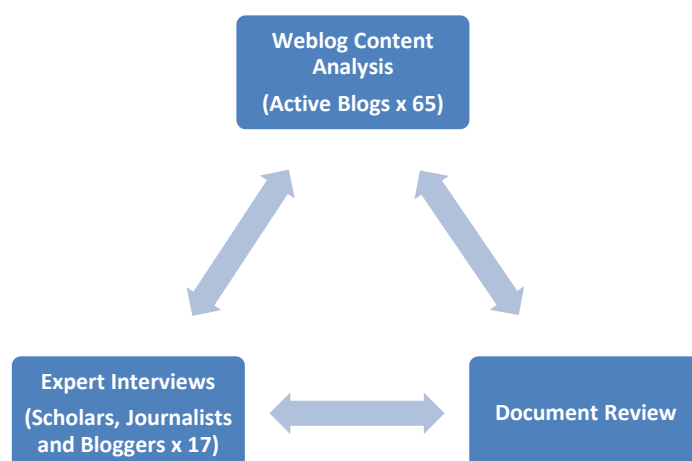 Weblog Content
Analysis
(Active Blogs x 65)
Expert Interviews
(Scholars, Journalists
and Bloggers x 17)
Document Review